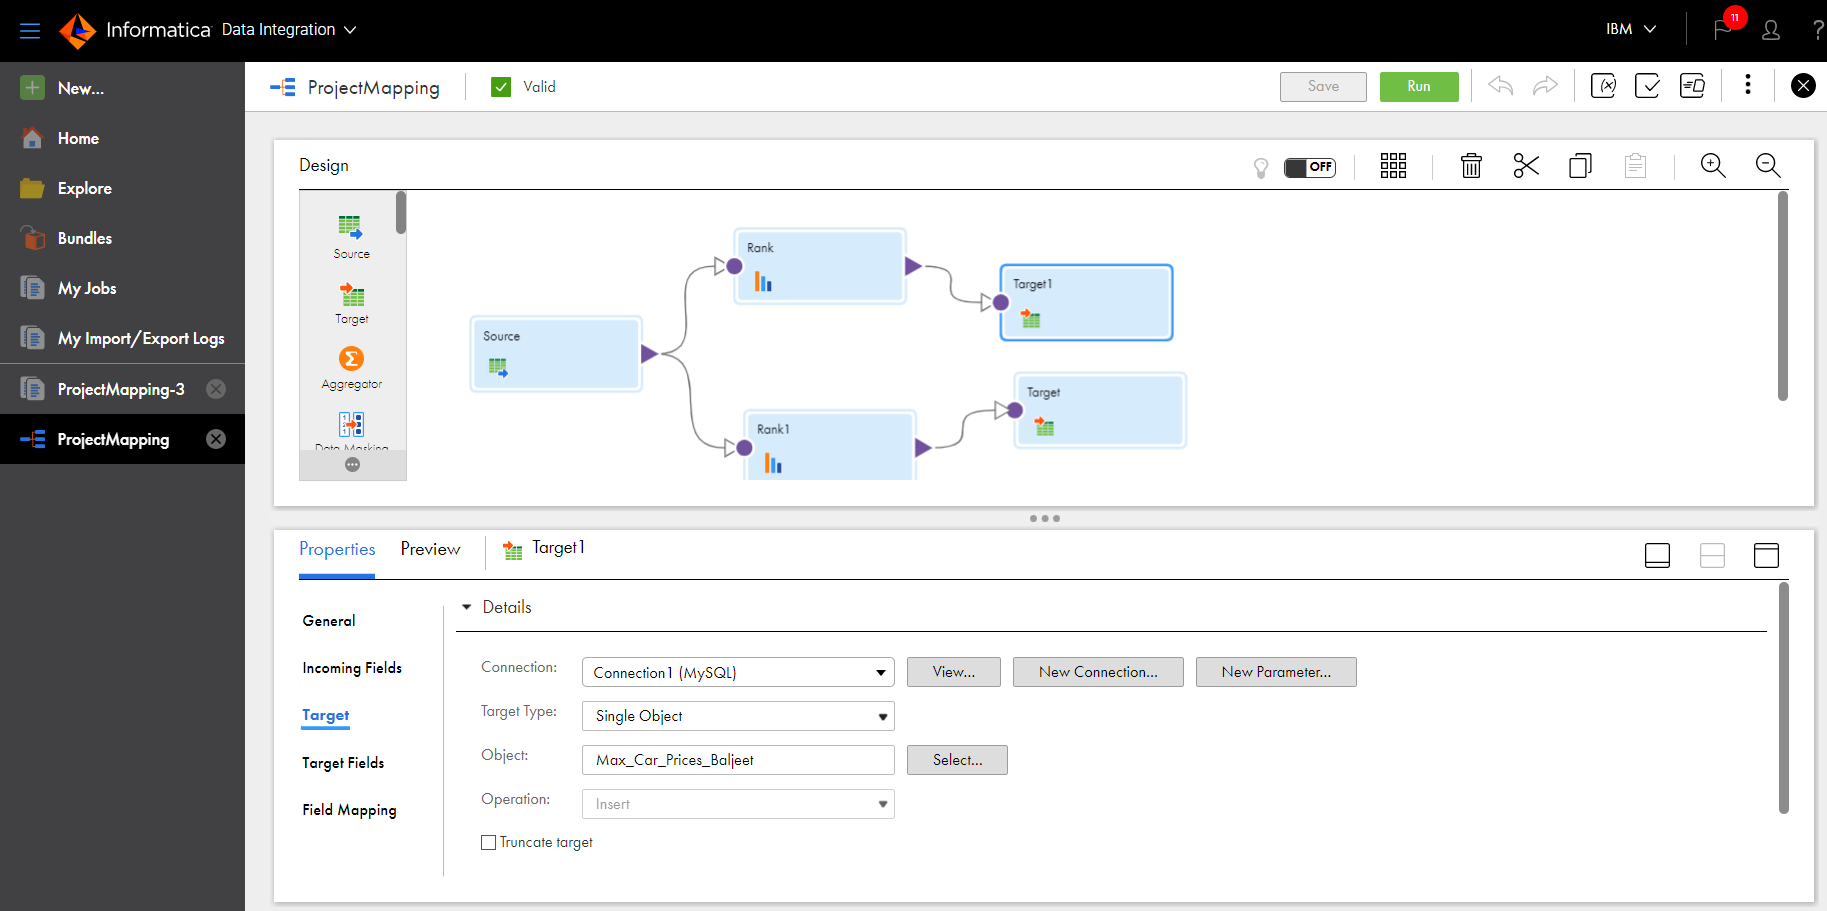 Informatica Data Integration
IBM
11
?
New...
Home
Explore
Bundles
My Jobs
My Import/Export Logs
ProjectMapping-3
ProjectMapping
ProjectMapping
Valid
Save
Run
Design
OFF
Source
Target
Aggregator
Data Masking
Source
Rank
Target1
Rank1
Target
Properties
Preview
Target1
General
Incoming Fields
Target
Target Fields
Field Mapping
Details
Connection: Connection1 (MySQL) View... New Connection... New Parameter...
Target Type: Single Object
Object: Max_Car_Prices_Baljeet Select...
Operation: Insert
Truncate target